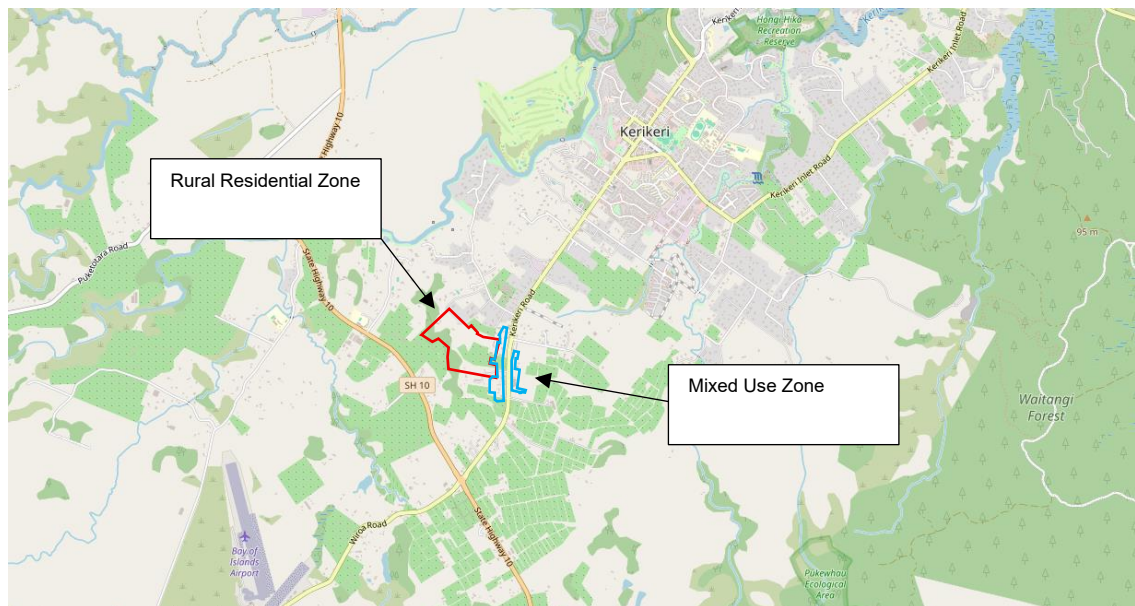 Hongi Hika
Recreation
Reserve
Kerikeri Inlet Road
Kerikeri
Kerikeri Inlet Road
Rural Residential Zone
Puketotara Road
State Highway 10
95 m
Kerikeri Road
SH 10
Mixed Use Zone
Waitangi
Forest
State Highway 10
Wiroa Road
Bay of
Islands
Airport
Pukewhau
Ecological
Area